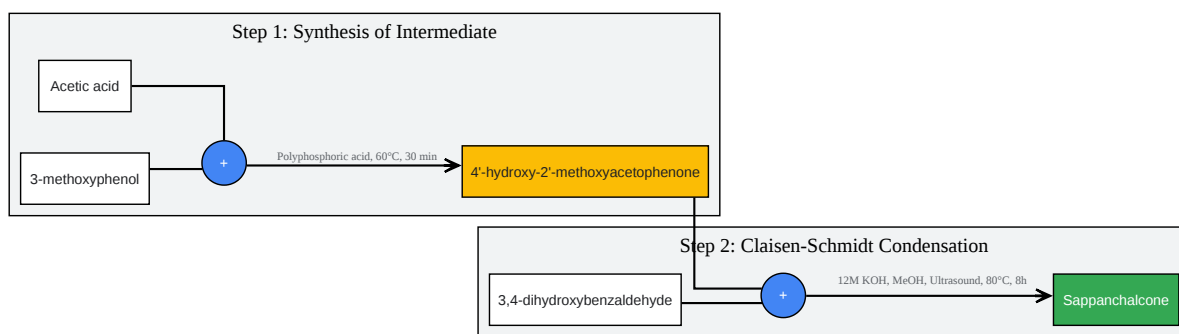 Step 1: Synthesis of Intermediate
Acetic acid
3-methoxyphenol
+
Polyphosphoric acid, 60°C, 30 min
4'-hydroxy-2'-methoxyacetophenone
Step 2: Claisen-Schmidt Condensation
3,4-dihydroxybenzaldehyde
+
12M KOH, MeOH, Ultrasound, 80°C, 8h
Sappanchalcone